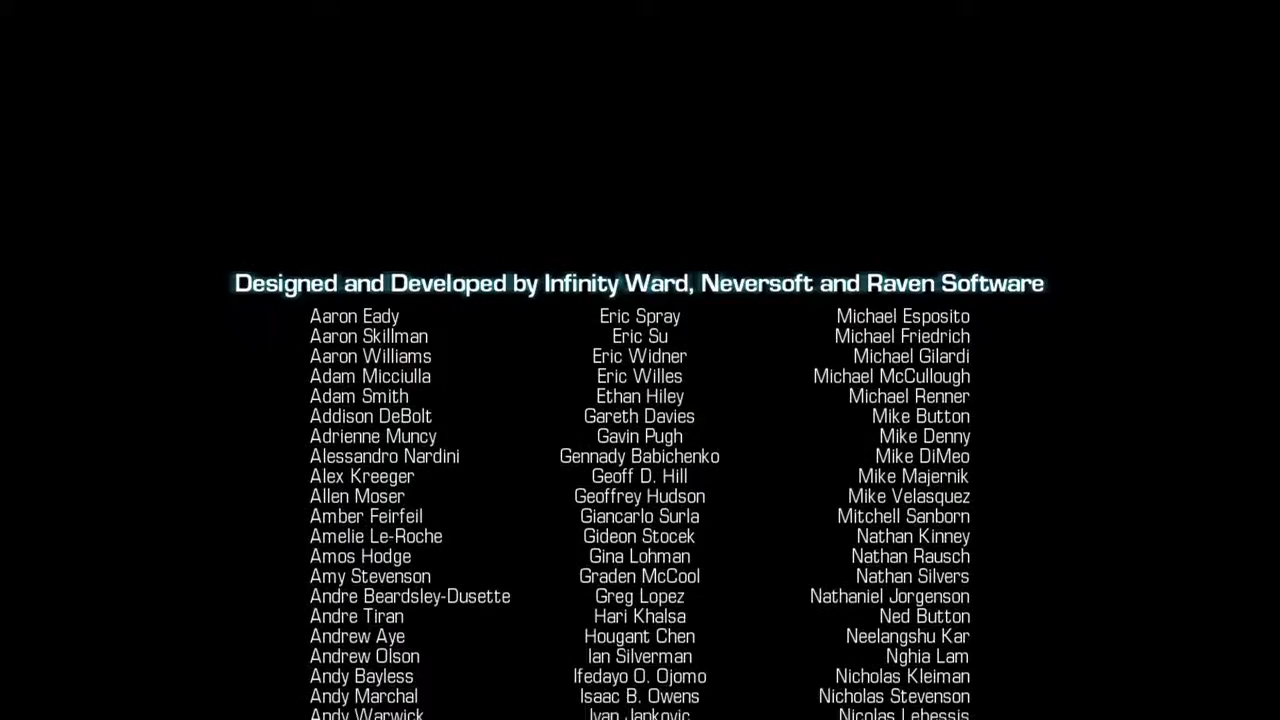 Designed and Developed by Infinity Ward, Neversoft and Raven Software
Aaron Eady Eric Spray Michael Esposito
Aaron Skillman Eric Su Michael Friedrich
Aaron Williams Eric Widner Michael Gilardi
Adam Micciulla Eric Willes Michael McCullough
Adam Smith Ethan Hiley Michael Renner
Addison DeBolt Gareth Davies Mike Button
Adrienne Muncy Gavin Pugh Mike Denny
Alessandro Nardini Gennady Babichenko Mike DiMeo
Alex Kreeger Geoff D. Hill Mike Majernik
Allen Moser Geoffrey Hudson Mike Velasquez
Amber Feirfeil Giancarlo Surla Mitchell Sanborn
Amelie Le-Roche Gideon Stocek Nathan Kinney
Amos Hodge Gina Lohman Nathan Rausch
Amy Stevenson Graden McCool Nathan Silvers
Andre Beardsley-Dusette Greg Lopez Nathaniel Jorgenson
Andre Tiran Hari Khalsa Ned Button
Andrew Aye Hougant Chen Neelangshu Kar
Andrew Olson Ian Silverman Nghia Lam
Andy Bayless Ifedayo O. Ojomo Nicholas Kleiman
Andy Marchal Isaac B. Owens Nicholas Stevenson
Andy Warwick Ivan Jankovic Nicolas Lebessis